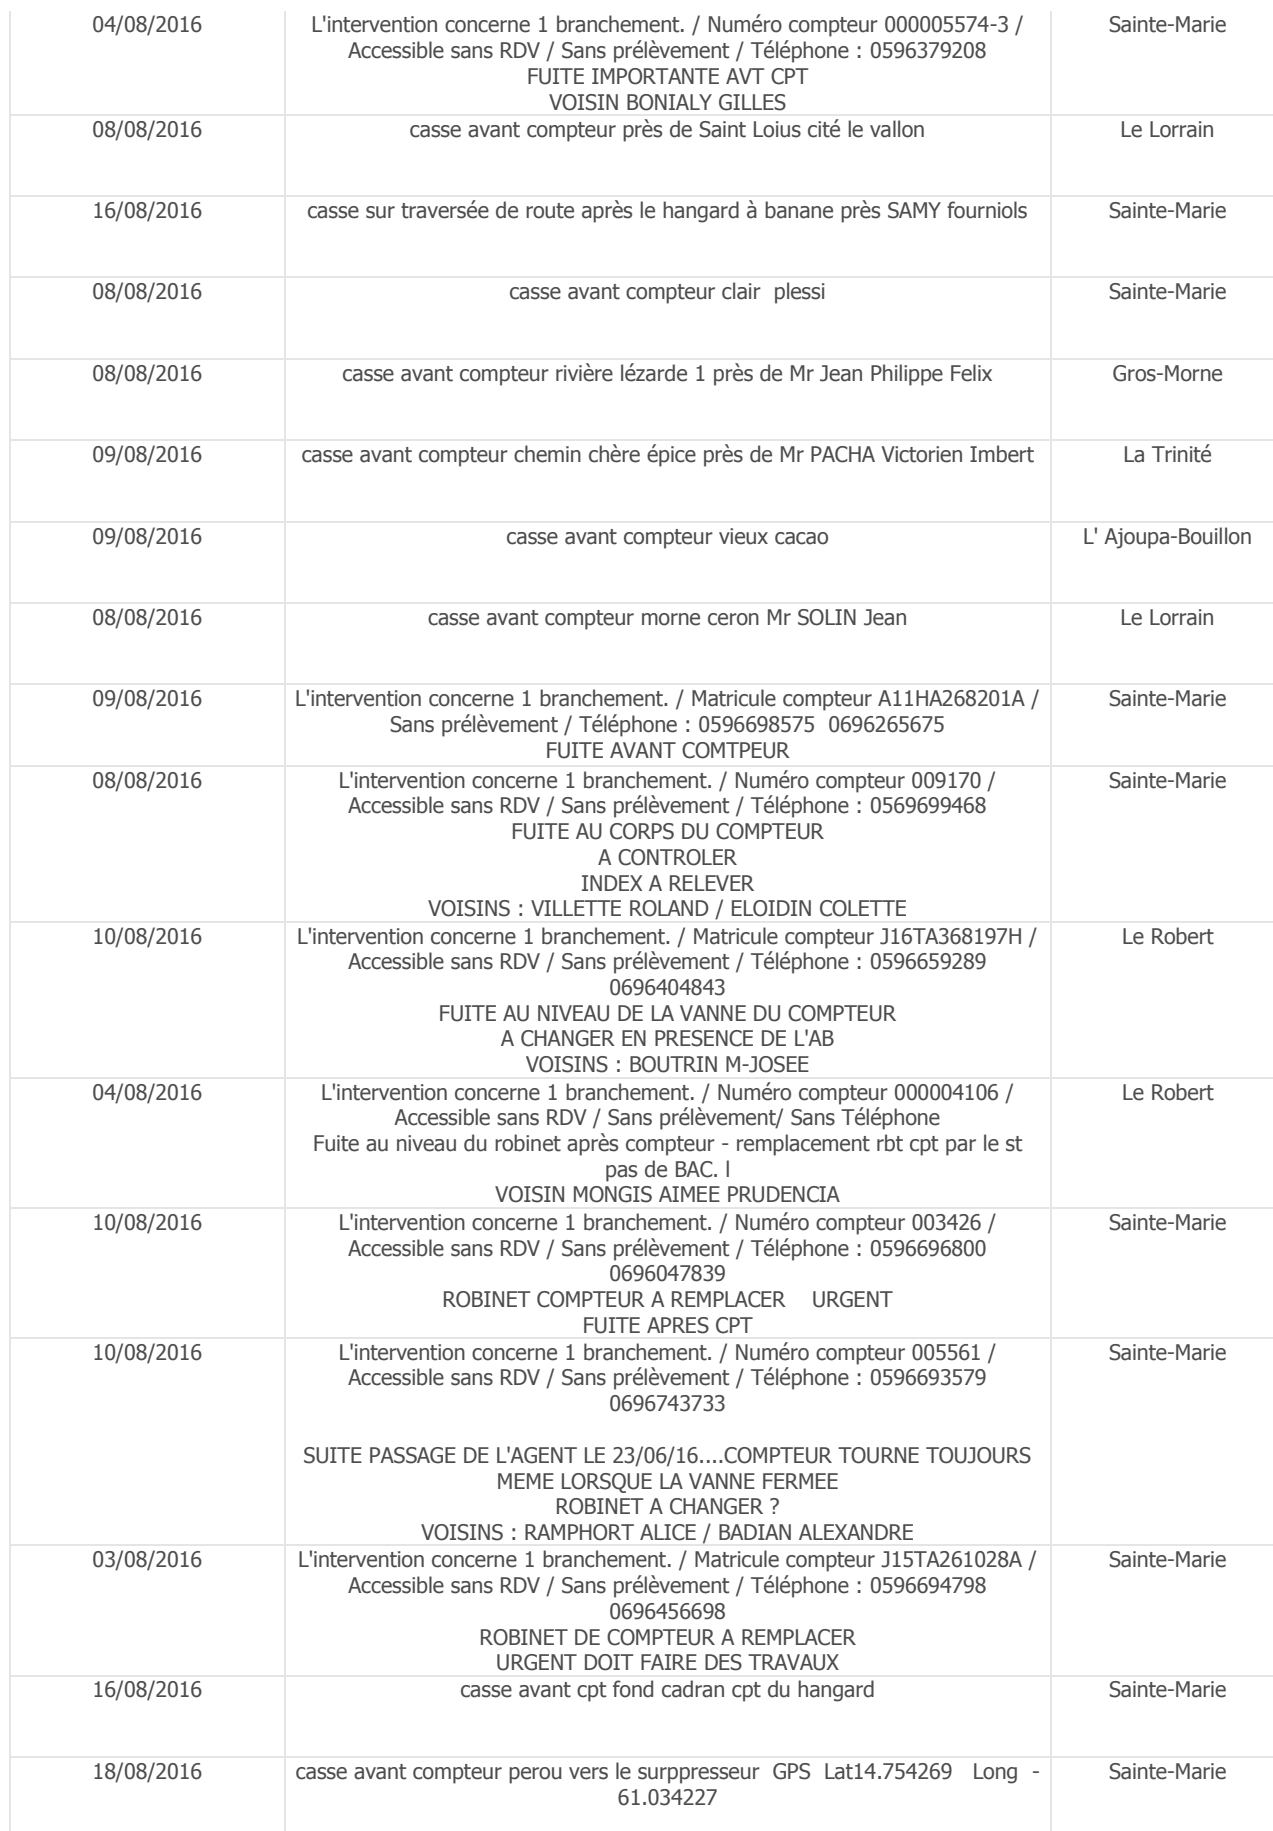 04/08/2016 L'intervention concerne 1 branchement. / Numéro compteur 000005574-3 / Sainte-Marie
Accessible sans RDV / Sans prélèvement / Téléphone : 0596379208
FUITE IMPORTANTE AVT CPT
VOISIN BONIALY GILLES
08/08/2016 casse avant compteur près de Saint Loius cité le vallon Le Lorrain
16/08/2016 casse sur traversée de route après le hangard à banane près SAMY fourniols Sainte-Marie
08/08/2016 casse avant compteur clair  plessi Sainte-Marie
08/08/2016 casse avant compteur rivière lézarde 1 près de Mr Jean Philippe Felix Gros-Morne
09/08/2016 casse avant compteur chemin chère épice près de Mr PACHA Victorien Imbert La Trinité
09/08/2016 casse avant compteur vieux cacao L' Ajoupa-Bouillon
08/08/2016 casse avant compteur morne ceron Mr SOLIN Jean Le Lorrain
09/08/2016 L'intervention concerne 1 branchement. / Matricule compteur A11HA268201A / Sainte-Marie
Sans prélèvement / Téléphone : 0596698575  0696265675
FUITE AVANT COMTPEUR
08/08/2016 L'intervention concerne 1 branchement. / Numéro compteur 009170 / Sainte-Marie
Accessible sans RDV / Sans prélèvement / Téléphone : 0569699468
FUITE AU CORPS DU COMPTEUR
A CONTROLER
INDEX A RELEVER
VOISINS : VILLETTE ROLAND / ELOIDIN COLETTE
10/08/2016 L'intervention concerne 1 branchement. / Matricule compteur J16TA368197H / Le Robert
Accessible sans RDV / Sans prélèvement / Téléphone : 0596659289
0696404843
FUITE AU NIVEAU DE LA VANNE DU COMPTEUR
A CHANGER EN PRESENCE DE L'AB
VOISINS : BOUTRIN M-JOSEE
04/08/2016 L'intervention concerne 1 branchement. / Numéro compteur 000004106 / Le Robert
Accessible sans RDV / Sans prélèvement/ Sans Téléphone
Fuite au niveau du robinet après compteur - remplacement rbt cpt par le st
pas de BAC. l
VOISIN MONGIS AIMEE PRUDENCIA
10/08/2016 L'intervention concerne 1 branchement. / Numéro compteur 003426 / Sainte-Marie
Accessible sans RDV / Sans prélèvement / Téléphone : 0596696800
0696047839
ROBINET COMPTEUR A REMPLACER    URGENT
FUITE APRES CPT
10/08/2016 L'intervention concerne 1 branchement. / Numéro compteur 005561 / Sainte-Marie
Accessible sans RDV / Sans prélèvement / Téléphone : 0596693579
0696743733
SUITE PASSAGE DE L'AGENT LE 23/06/16....COMPTEUR TOURNE TOUJOURS
MEME LORSQUE LA VANNE FERMEE
ROBINET A CHANGER ?
VOISINS : RAMPHORT ALICE / BADIAN ALEXANDRE
03/08/2016 L'intervention concerne 1 branchement. / Matricule compteur J15TA261028A / Sainte-Marie
Accessible sans RDV / Sans prélèvement / Téléphone : 0596694798
0696456698
ROBINET DE COMPTEUR A REMPLACER
URGENT DOIT FAIRE DES TRAVAUX
16/08/2016 casse avant cpt fond cadran cpt du hangard Sainte-Marie
18/08/2016 casse avant compteur perou vers le surppresseur  GPS  Lat14.754269   Long  - Sainte-Marie
61.034227